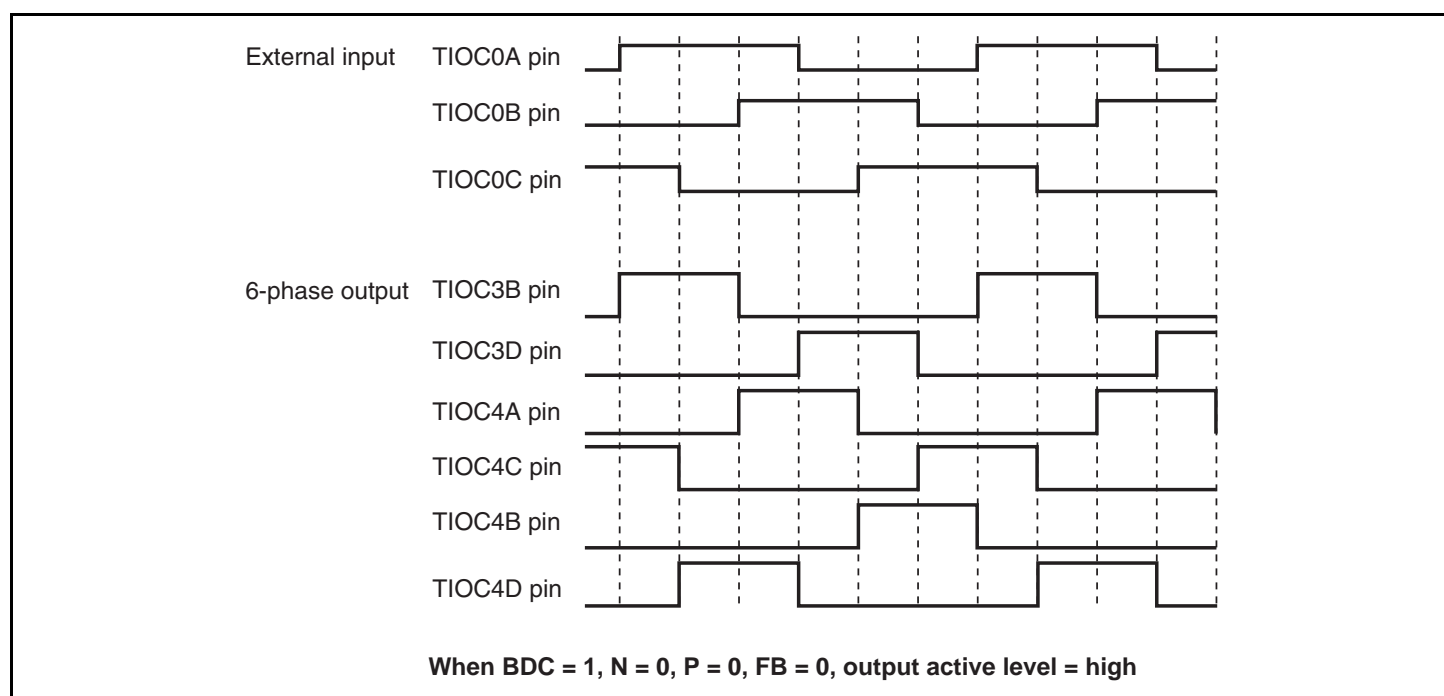 External input TIOC0A pin
TIOC0B pin
TIOC0C pin
6-phase output TIOC3B pin
TIOC3D pin
TIOC4A pin
TIOC4C pin
TIOC4B pin
TIOC4D pin
When BDC = 1, N = 0, P = 0, FB = 0, output active level = high